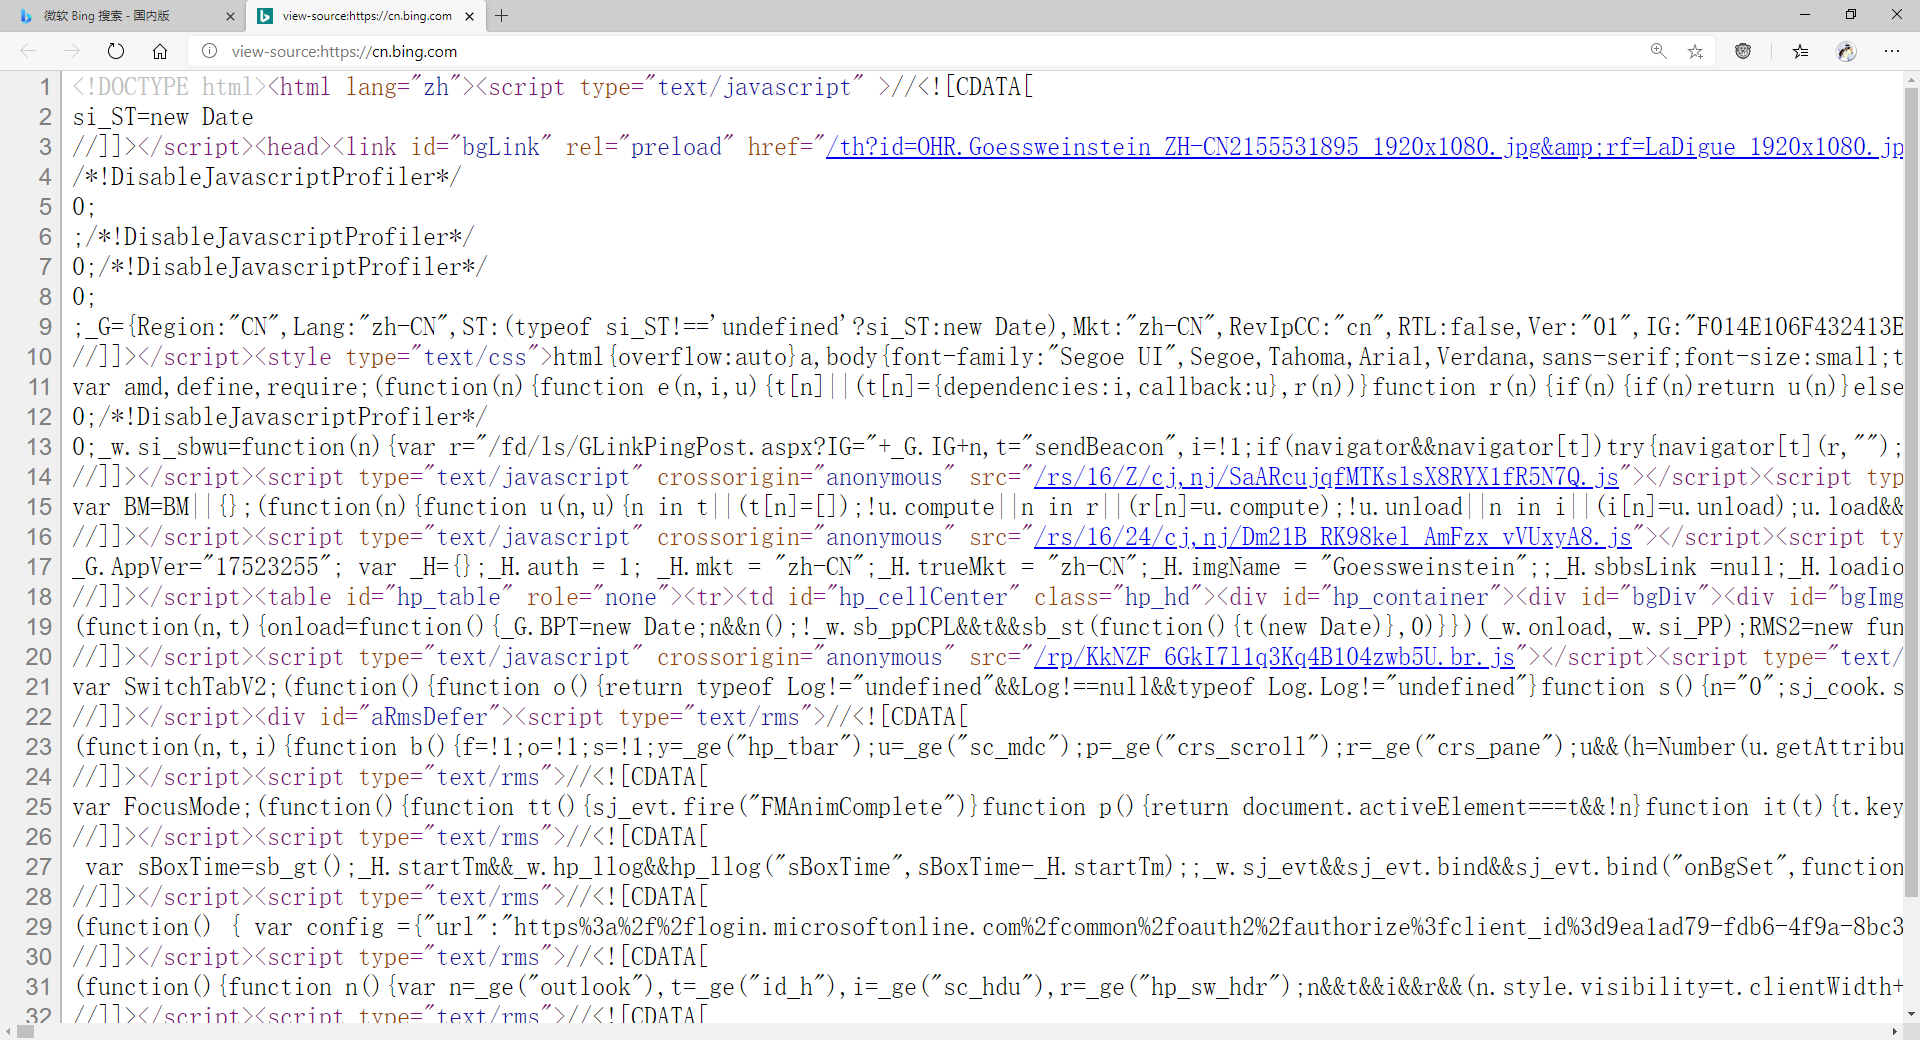 微软 Bing 搜索 - 国内版
view-source:https://cn.bing.com
view-source:https://cn.bing.com
1 <!DOCTYPE html><html lang="zh"><script type="text/javascript" >//<![CDATA[
2 si_ST=new Date
3 //]]></script><head><link id="bgLink" rel="preload" href="/th?id=OHR.Goessweinstein_ZH-CN2155531895_1920x1080.jpg&amp;rf=LaDigue_1920x1080.jp
4 /*!DisableJavascriptProfiler*/
5 0;
6 ;/*!DisableJavascriptProfiler*/
7 0;/*!DisableJavascriptProfiler*/
8 0;
9 ;_G={Region:"CN",Lang:"zh-CN",ST:(typeof si_ST!=='undefined'?si_ST:new Date),Mkt:"zh-CN",RevIpCC:"cn",RTL:false,Ver:"01",IG:"F014E106F432413E
10 //]]></script><style type="text/css">html{overflow:auto}a,body{font-family:"Segoe UI",Segoe,Tahoma,Arial,Verdana,sans-serif;font-size:small;t
11 var amd,define,require;(function(n){function e(n,i,u){t[n]||(t[n]={dependencies:i,callback:u},r(n))}function r(n){if(n){if(n)return u(n)}else
12 0;/*!DisableJavascriptProfiler*/
13 0;_w.si_sbwu=function(n){var r="/fd/ls/GLinkPingPost.aspx?IG="+_G.IG+n,t="sendBeacon",i=!1;if(navigator&&navigator[t])try{navigator[t](r,"");
14 //]]></script><script type="text/javascript" crossorigin="anonymous" src="/rs/16/Z/cj,nj/SaARcujqfMTKslsX8RYX1fR5N7Q.js"></script><script typ
15 var BM=BM||{};(function(n){function u(n,u){n in t||(t[n]=[]);!u.compute||n in r||(r[n]=u.compute);!u.unload||n in i||(i[n]=u.unload);u.load&&
16 //]]></script><script type="text/javascript" crossorigin="anonymous" src="/rs/16/24/cj,nj/Dm21B_RK98kel_AmFzx_vVUxyA8.js"></script><script ty
17 _G.AppVer="17523255"; var _H={};_H.auth = 1; _H.mkt = "zh-CN";_H.trueMkt = "zh-CN";_H.imgName = "Goessweinstein";;_H.sbbsLink =null;_H.loadio
18 //]]></script><table id="hp_table" role="none"><tr><td id="hp_cellCenter" class="hp_hd"><div id="hp_container"><div id="bgDiv"><div id="bgImg
19 (function(n,t){onload=function(){_G.BPT=new Date;n&&n();!_w.sb_ppCPL&&t&&sb_st(function(){t(new Date)},0)}})(_w.onload,_w.si_PP);RMS2=new fun
20 //]]></script><script type="text/javascript" crossorigin="anonymous" src="/rp/KkNZF_6GkI7l1q3Kq4B1O4zwb5U.br.js"></script><script type="text/
21 var SwitchTabV2;(function(){function o(){return typeof Log!="undefined"&&Log!==null&&typeof Log.Log!="undefined"}function s(){n="0";sj_cook.s
22 //]]></script><div id="aRmsDefer"><script type="text/rms">//<![CDATA[
23 (function(n,t,i){function b(){f=!1;o=!1;s=!1;y=_ge("hp_tbar");u=_ge("sc_mdc");p=_ge("crs_scroll");r=_ge("crs_pane");u&&(h=Number(u.getAttribu
24 //]]></script><script type="text/rms">//<![CDATA[
25 var FocusMode;(function(){function tt(){sj_evt.fire("FMAnimComplete")}function p(){return document.activeElement===t&&!n}function it(t){t.key
26 //]]></script><script type="text/rms">//<![CDATA[
27 var sBoxTime=sb_gt();_H.startTm&&_w.hp_llog&&hp_llog("sBoxTime",sBoxTime-_H.startTm);;_w.sj_evt&&sj_evt.bind&&sj_evt.bind("onBgSet",function
28 //]]></script><script type="text/rms">//<![CDATA[
29 (function() { var config ={"url":"https%3a%2f%2flogin.microsoftonline.com%2fcommon%2foauth2%2fauthorize%3fclient_id%3d9ea1ad79-fdb6-4f9a-8bc3
30 //]]></script><script type="text/rms">//<![CDATA[
31 (function(){function n(){var n=_ge("outlook"),t=_ge("id_h"),i=_ge("sc_hdu"),r=_ge("hp_sw_hdr");n&&t&&i&&r&&(n.style.visibility=t.clientWidth+
32 //]]></script><script type="text/rms">//<![CDATA[